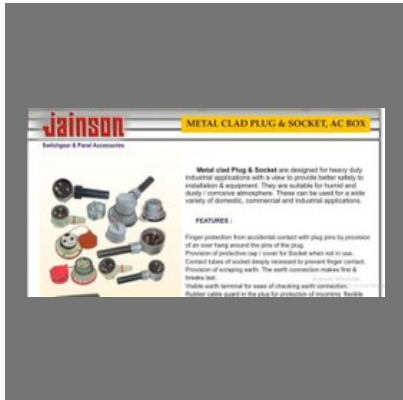 Jainson
METAL CLAD PLUG & SOCKET, AC BOX
Switchgear & Panel Accessories
Metal clad Plug & Socket are designed for heavy duty
industrial applications with a view to provide better safety to
installation & equipment. They are suitable for humid and
dusty / corrosive atmosphere. These can be used for a wide
variety of domestic, commercial and industrial applications.
FEATURES :
Finger protection from accidental contact with plug pins by provision
of an over hang around the pins of the plug.
Provision of protective cap / cover for Socket when not in use.
Contact tubes of socket deeply recessed to prevent finger contact.
Provision of scraping earth. The earth connection makes first &
breaks last.
Visible earth terminal for ease of checking earth connection.
Rubber cable guard in the plug for protection of incoming flexible